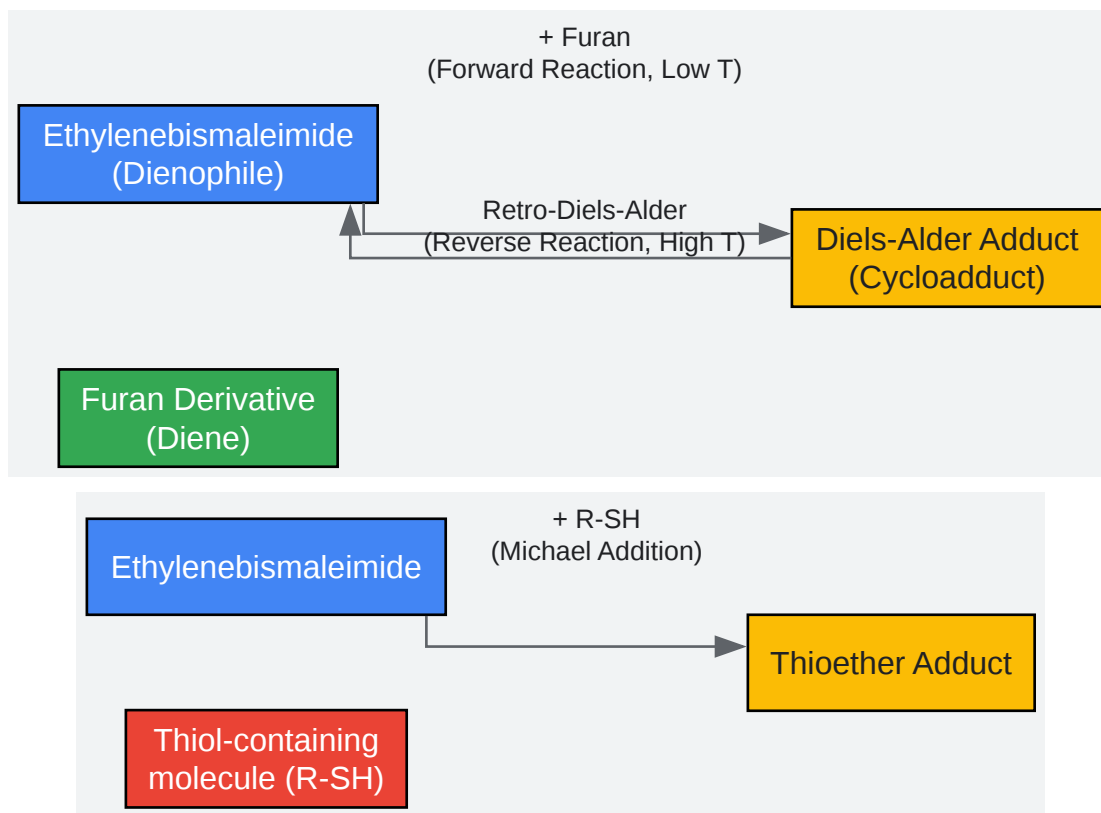 + Furan
(Forward Reaction, Low T)
Ethylenebismaleimide
(Dienophile)
Retro-Diels-Alder
(Reverse Reaction, High T)
Diels-Alder Adduct
(Cycloadduct)
Furan Derivative
(Diene)
+ R-SH
(Michael Addition)
Ethylenebismaleimide
Thioether Adduct
Thiol-containing
molecule (R-SH)